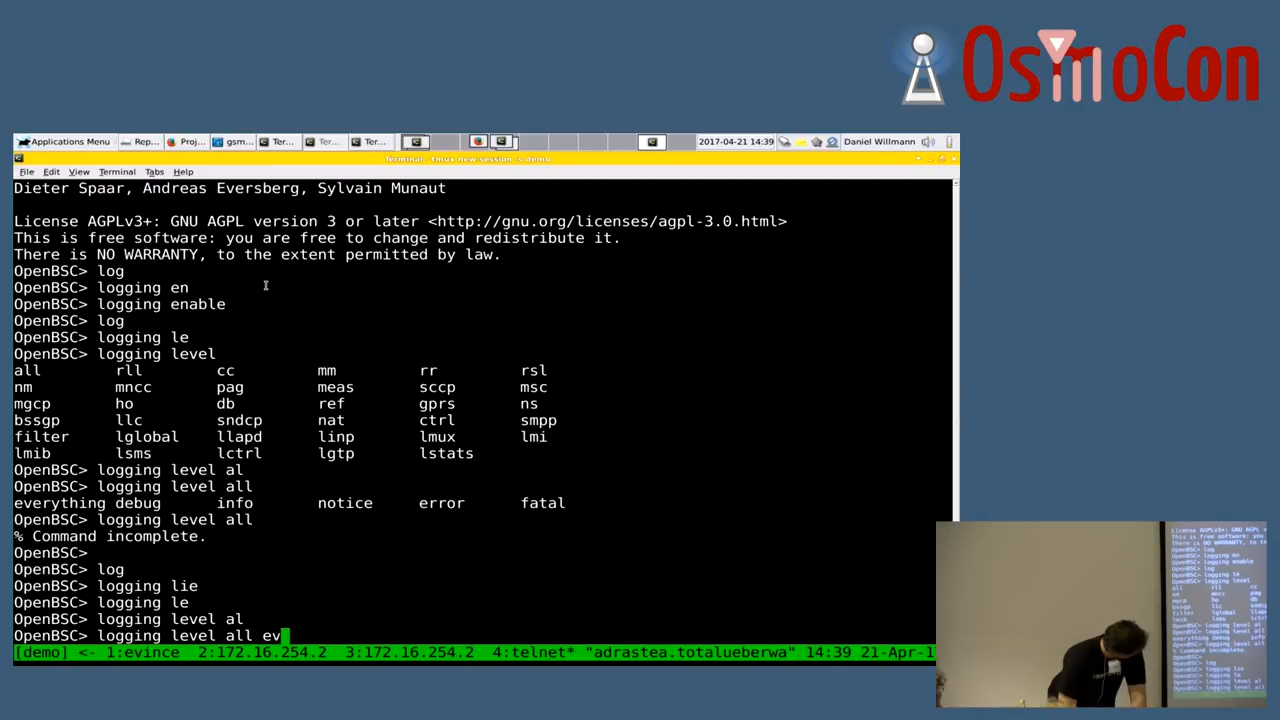 OsmoCon
Applications Menu Rep... Proj... gsm... Ter... Ter... Ter... 2017-04-21 14:39 Daniel Willmann
Terminal - tmux new-session -s demo
File Edit View Terminal Tabs Help
Dieter Spaar, Andreas Eversberg, Sylvain Munaut
License AGPLv3+: GNU AGPL version 3 or later <http://gnu.org/licenses/agpl-3.0.html>
This is free software: you are free to change and redistribute it.
There is NO WARRANTY, to the extent permitted by law.
OpenBSC> log
OpenBSC> logging en
OpenBSC> logging enable
OpenBSC> log
OpenBSC> logging le
OpenBSC> logging level
all rll cc mm rr rsl
nm mncc pag meas sccp msc
mgcp ho db ref gprs ns
bssgp llc sndcp nat ctrl smpp
filter lglobal llapd linp lmux lmi
lmib lsms lctrl lgtp lstats
OpenBSC> logging level al
OpenBSC> logging level all
everything debug info notice error fatal
OpenBSC> logging level all
% Command incomplete.
OpenBSC>
OpenBSC> log
OpenBSC> logging lie
OpenBSC> logging le
OpenBSC> logging level al
OpenBSC> logging level all ev
[demo] <- 1:evince 2:172.16.254.2 3:172.16.254.2 4:telnet* "adrastea.totalueberwa" 14:39 21-Apr-1